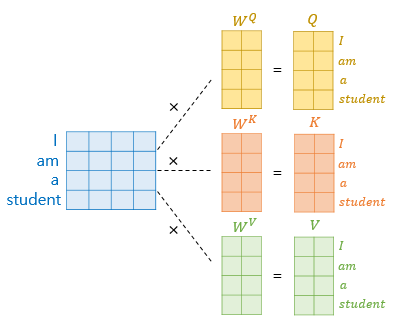 W^Q Q
× = I
am
a
student
I
am
a
student
W^K K
× = I
am
a
student
W^V V
× = I
am
a
student